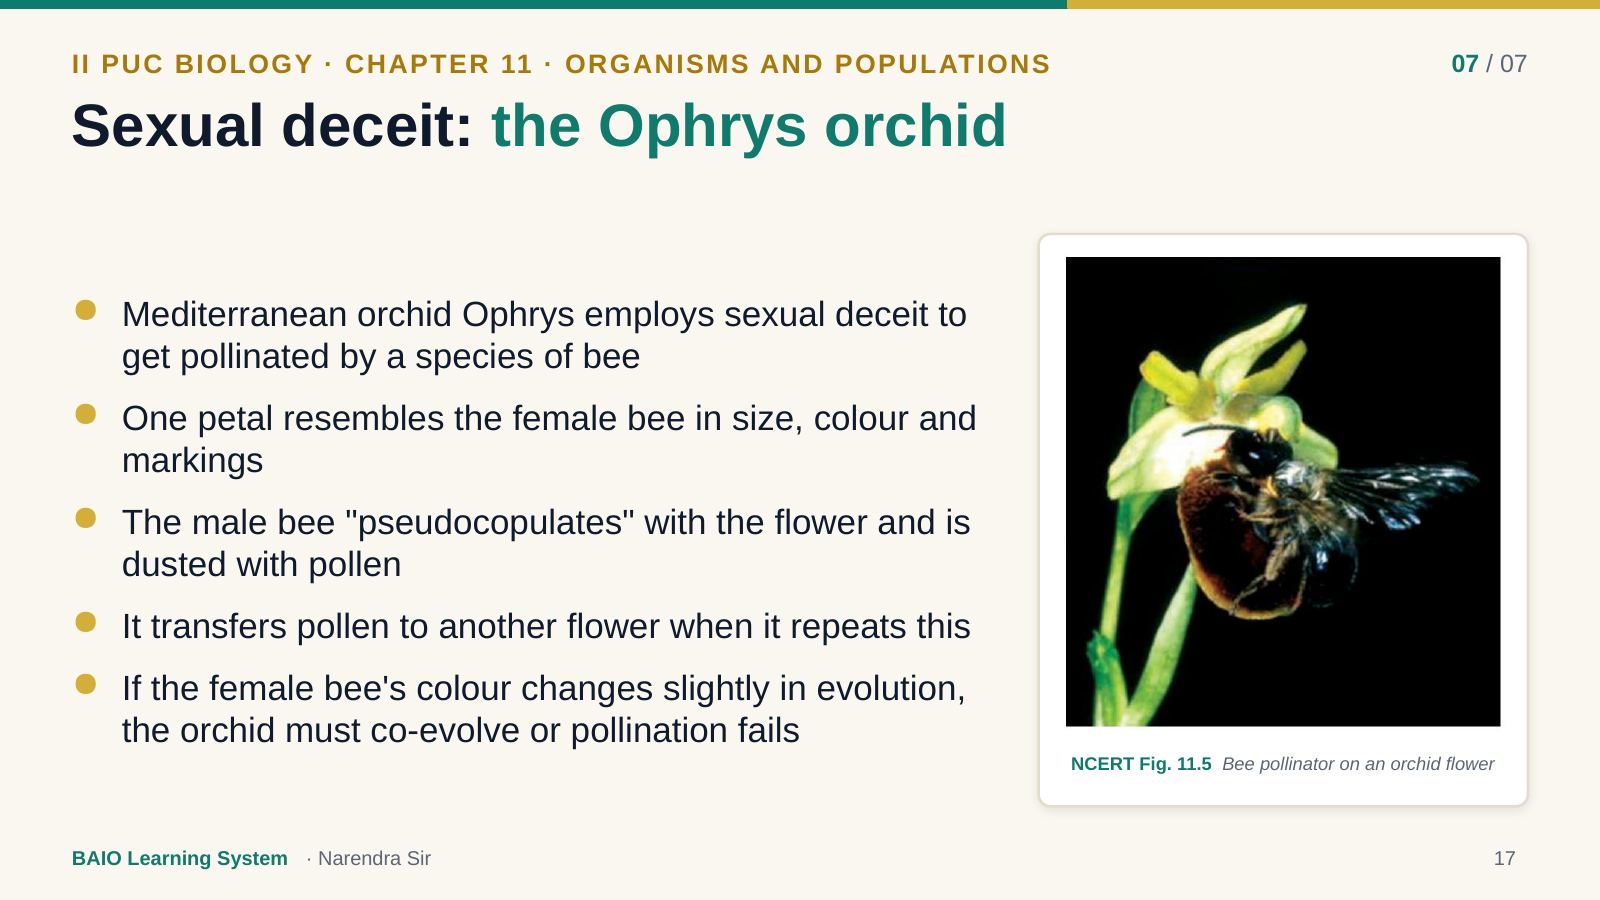 II PUC BIOLOGY · CHAPTER 11 · ORGANISMS AND POPULATIONS
07 / 07
Sexual deceit: the Ophrys orchid
Mediterranean orchid Ophrys employs sexual deceit to
get pollinated by a species of bee
One petal resembles the female bee in size, colour and
markings
The male bee "pseudocopulates" with the flower and is
dusted with pollen
It transfers pollen to another flower when it repeats this
If the female bee's colour changes slightly in evolution,
the orchid must co-evolve or pollination fails
NCERT Fig. 11.5 Bee pollinator on an orchid flower
BAIO Learning System · Narendra Sir
17